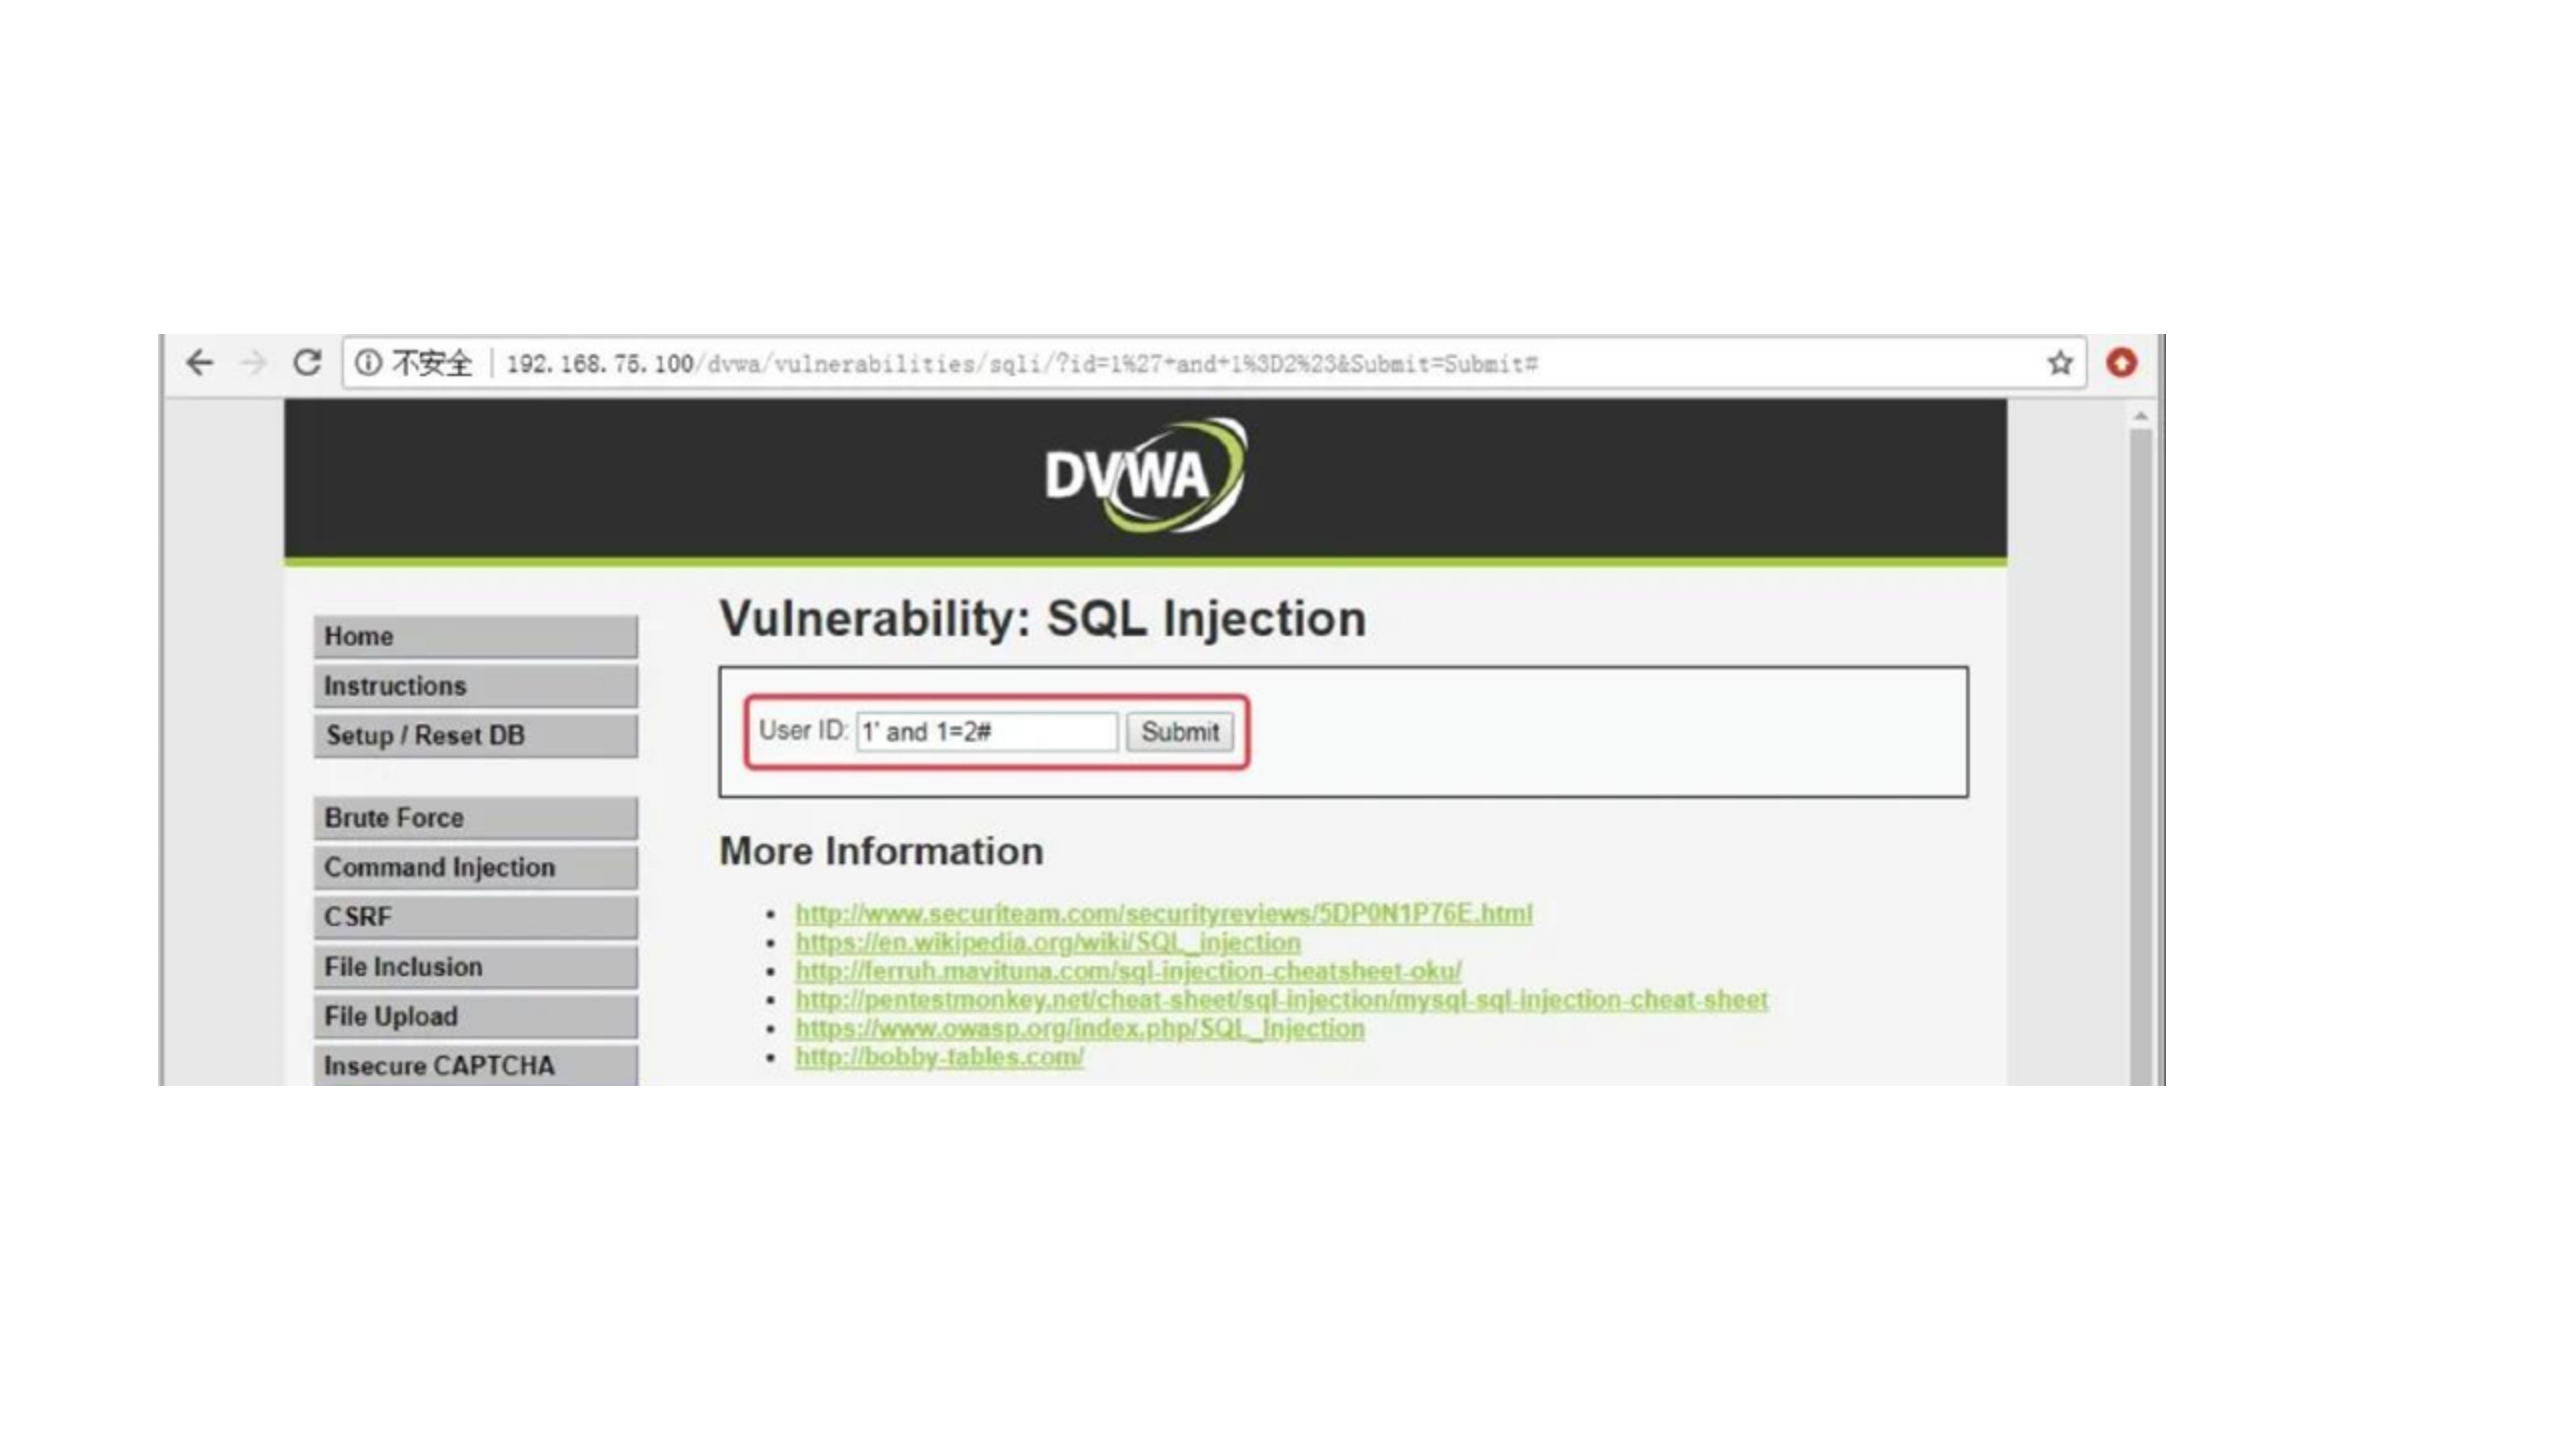 不安全 192.168.75.100/dvwa/vulnerabilities/sqli/?id=1%27+and+1%3D2%23&Submit=Submit#
DVWA
Vulnerability: SQL Injection
Home
Instructions
Setup / Reset DB
User ID: 1' and 1=2# Submit
Brute Force
Command Injection
CSRF
File Inclusion
File Upload
Insecure CAPTCHA
More Information
http://www.securiteam.com/securityreviews/5DP0N1P76E.html
https://en.wikipedia.org/wiki/SQL_injection
http://ferruh.mavituna.com/sql-injection-cheatsheet-oku/
http://pentestmonkey.net/cheat-sheet/sql-injection/mysql-sql-injection-cheat-sheet
https://www.owasp.org/index.php/SQL_Injection
http://bobby-tables.com/